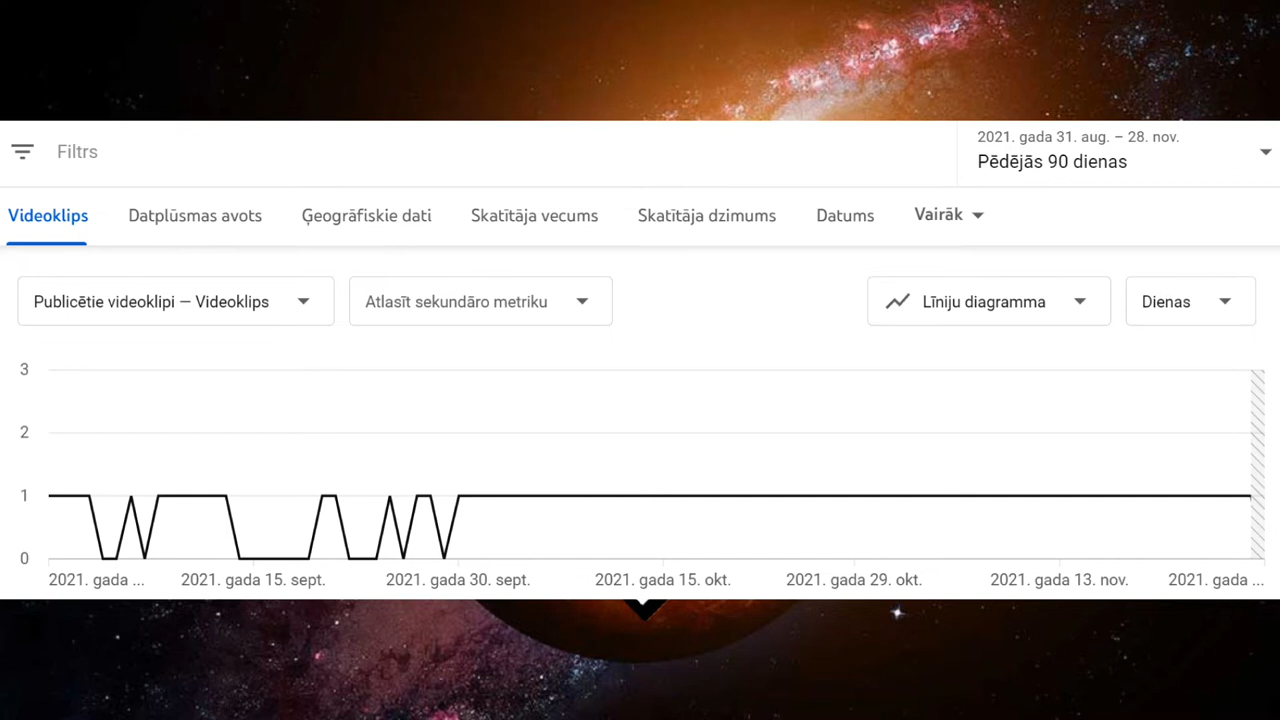 Filtrs
2021. gada 31. aug. – 28. nov.
Pēdējās 90 dienas
Videoklips Datplūsmas avots Ģeogrāfiskie dati Skatītāja vecums Skatītāja dzimums Datums Vairāk
Publicētie videoklipi — Videoklips Atlasīt sekundāro metriku Līniju diagramma Dienas
3
2
1
0
2021. gada ... 2021. gada 15. sept. 2021. gada 30. sept. 2021. gada 15. okt. 2021. gada 29. okt. 2021. gada 13. nov. 2021. gada ...